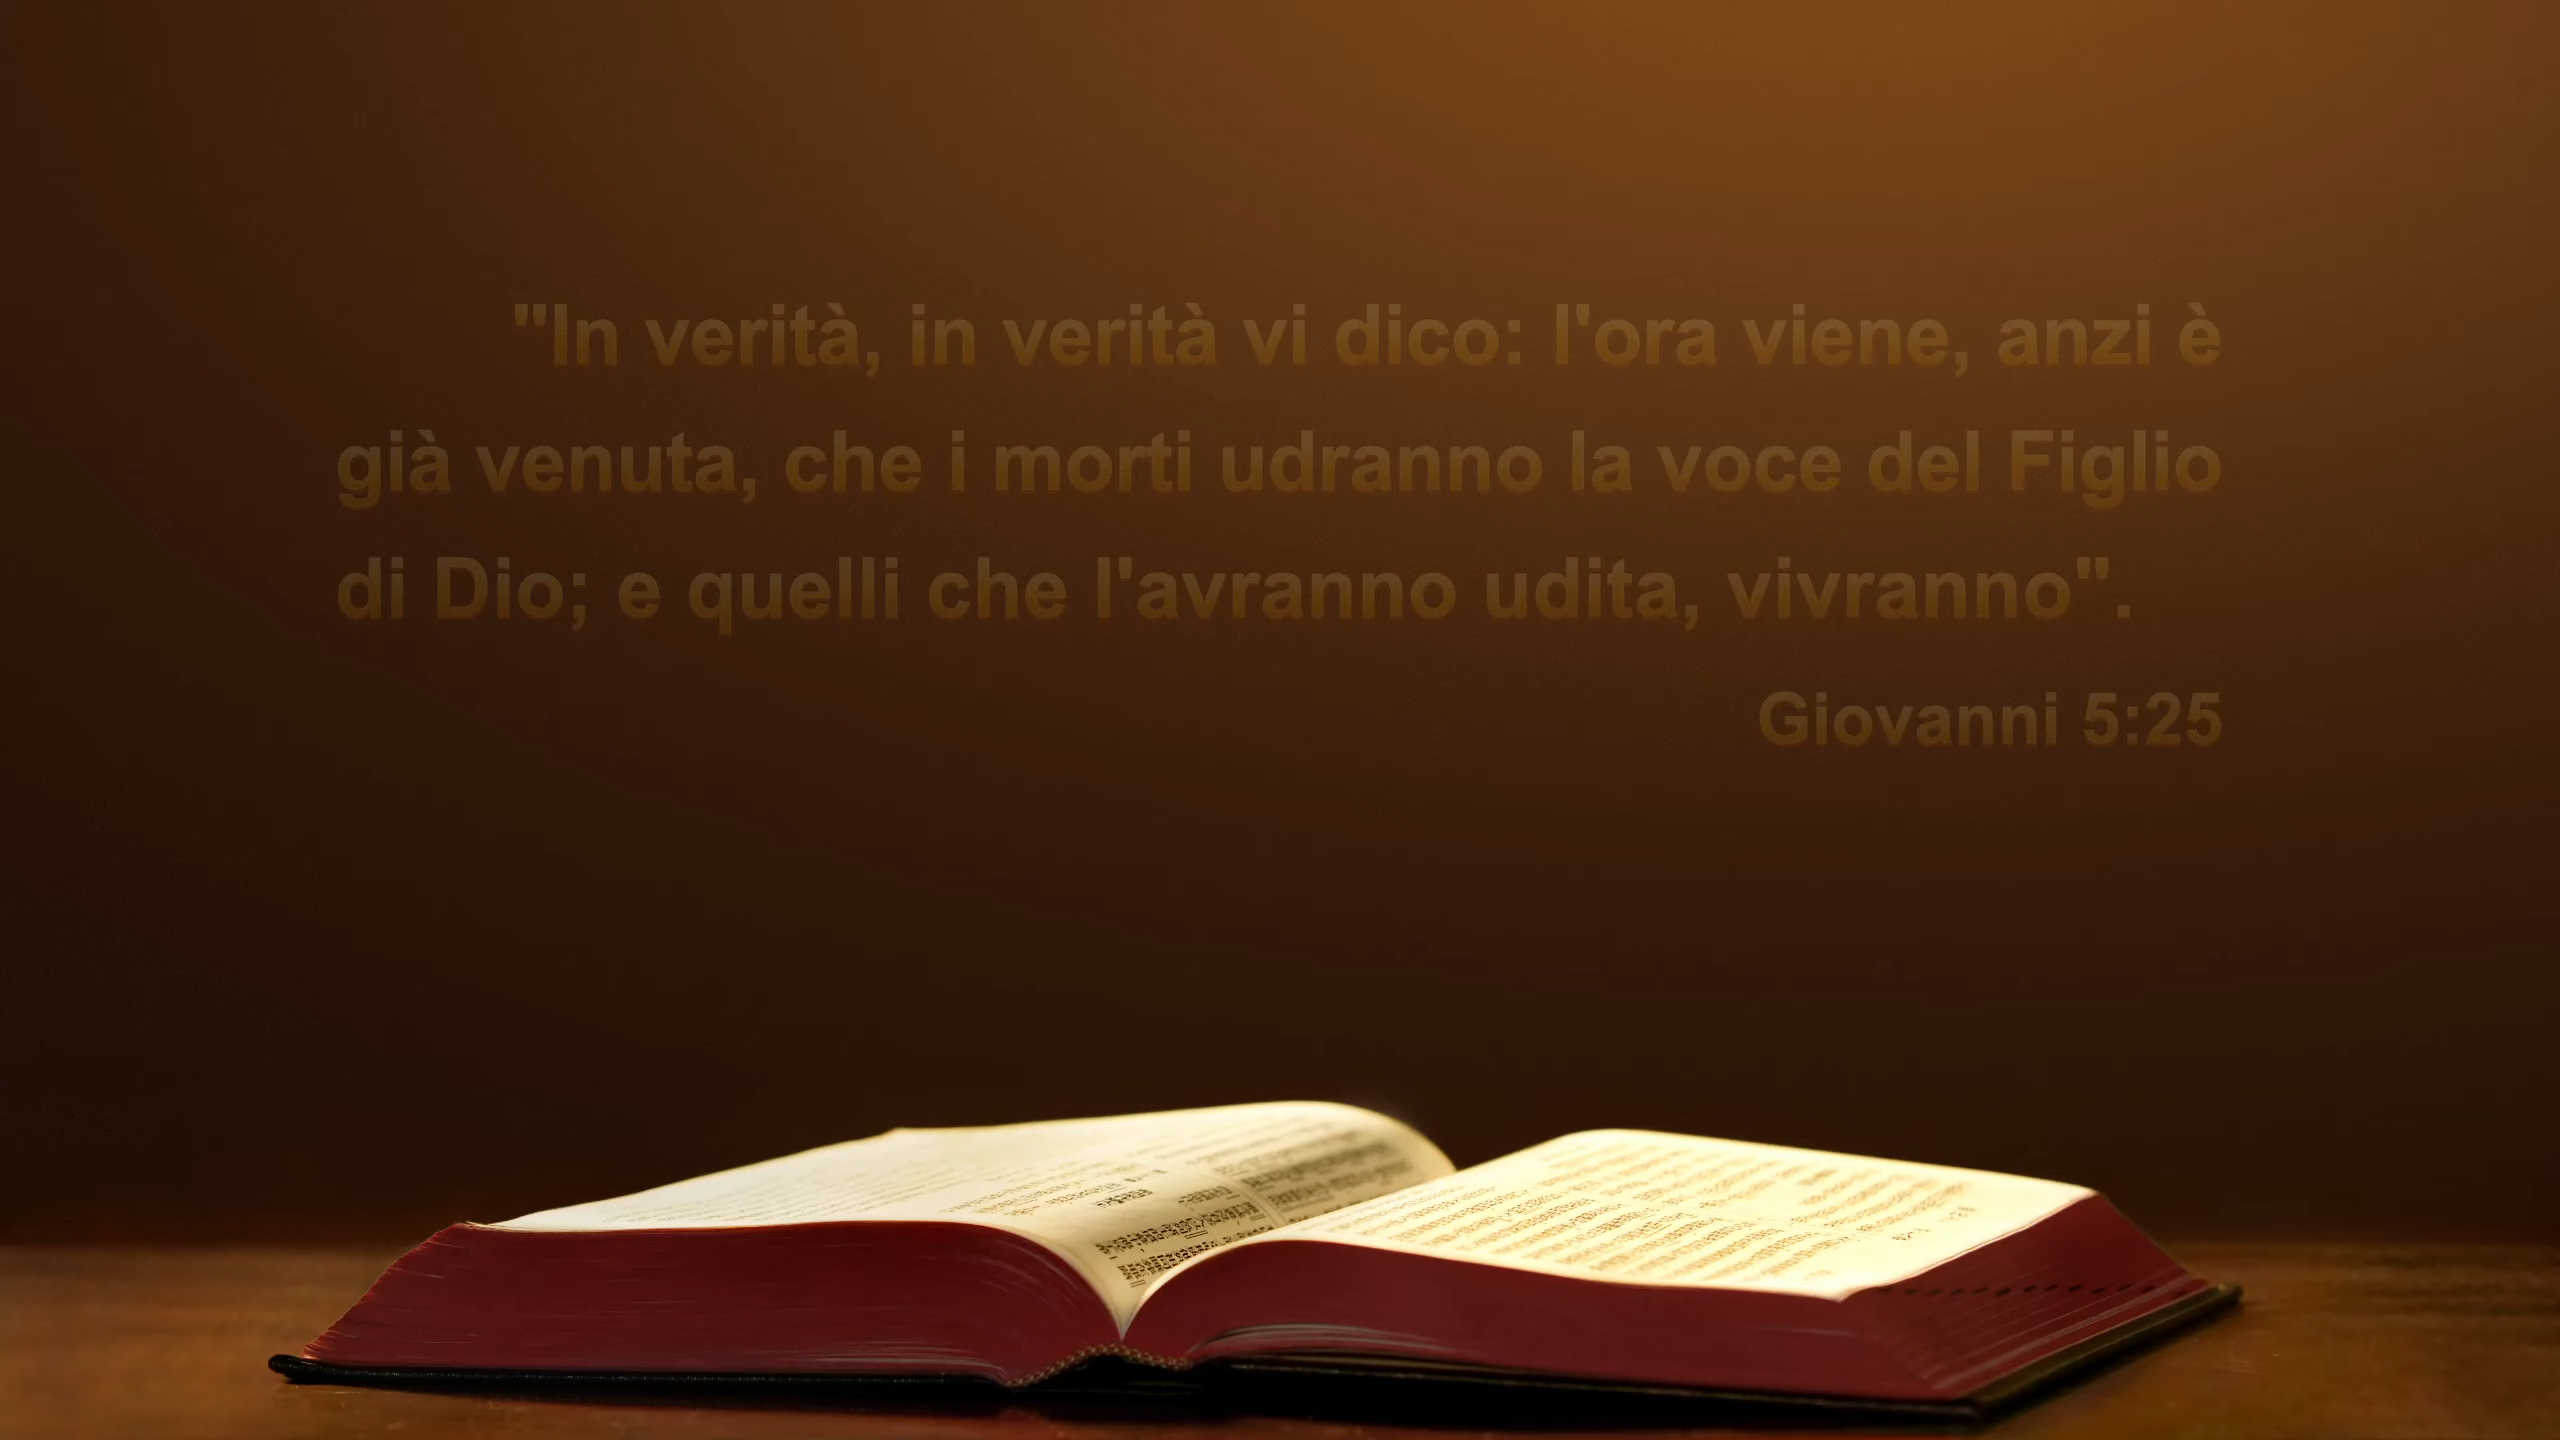 "In verità, in verità vi dico: l'ora viene, anzi è
già venuta, che i morti udranno la voce del Figlio
di Dio; e quelli che l'avranno udita, vivranno".
Giovanni 5:25